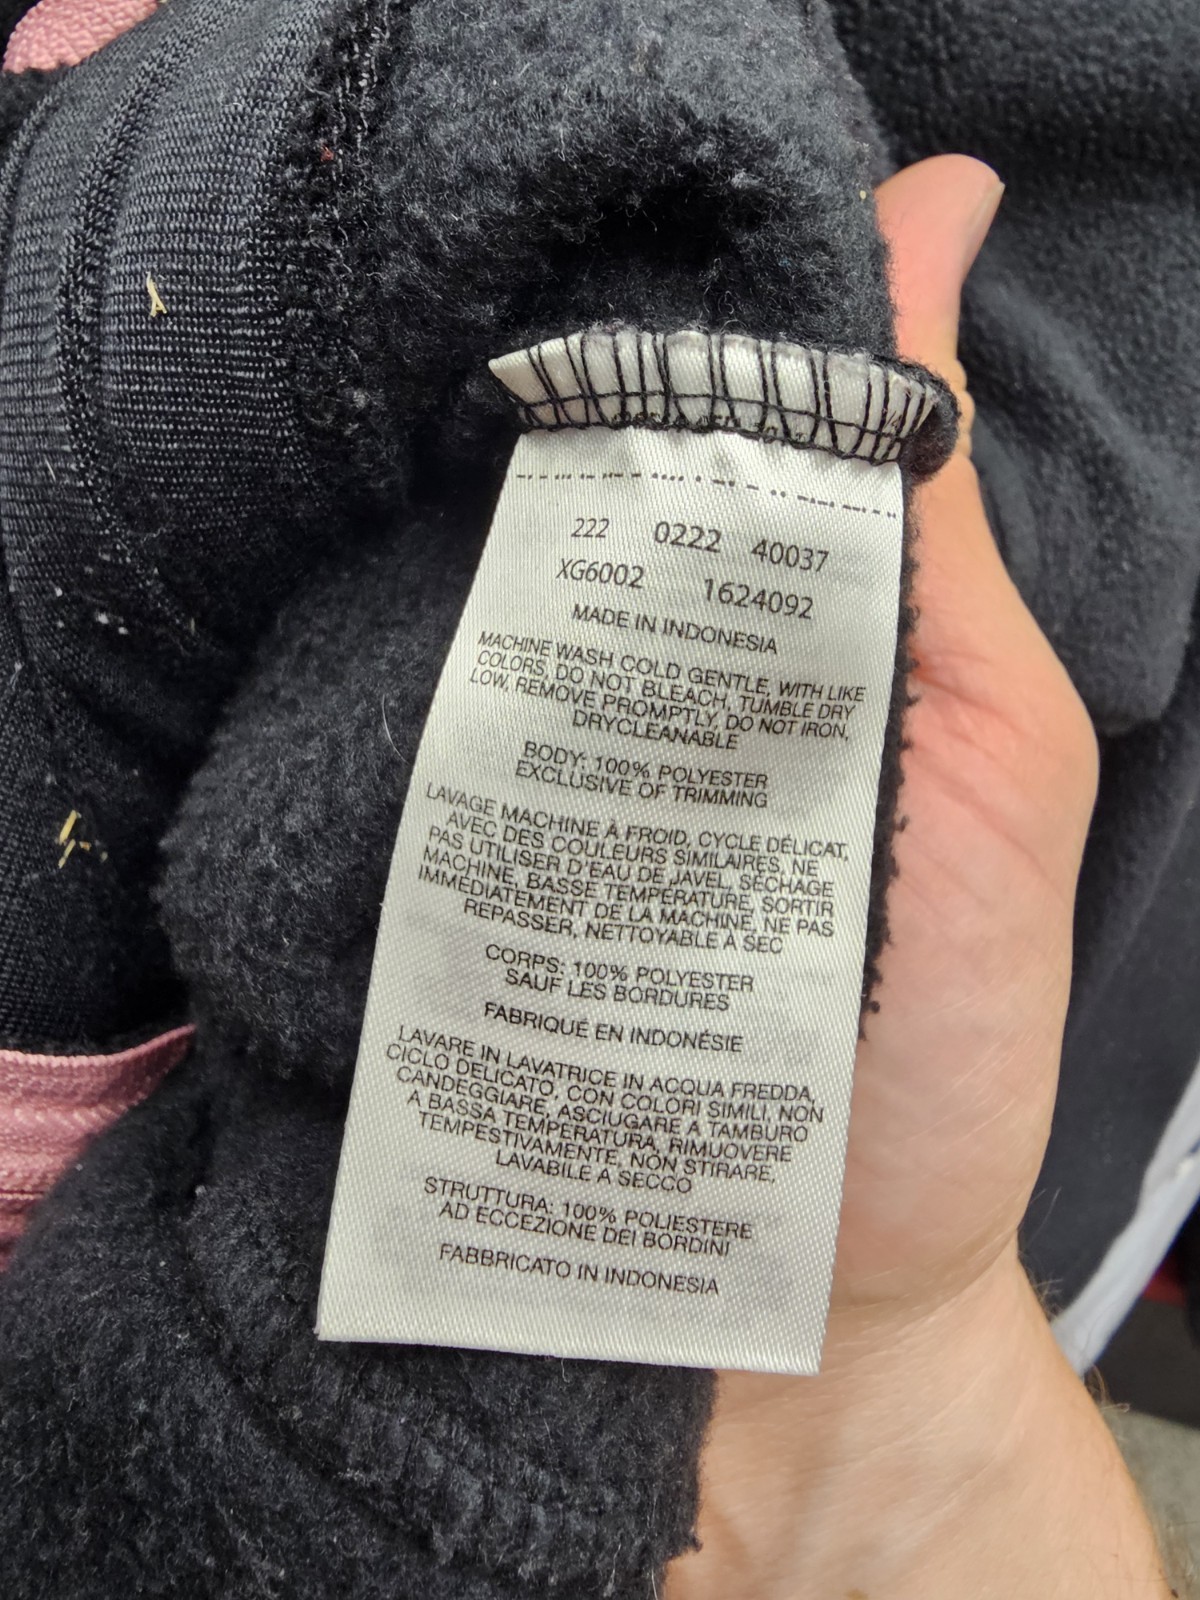 222 0222 40037
XG6002 1624092
MADE IN INDONESIA
MACHINE WASH COLD GENTLE, WITH LIKE
COLORS, DO NOT BLEACH, TUMBLE DRY
LOW, REMOVE PROMPTLY, DO NOT IRON,
DRYCLEANABLE
BODY: 100% POLYESTER
EXCLUSIVE OF TRIMMING
LAVAGE MACHINE À FROID, CYCLE DÉLICAT,
AVEC DES COULEURS SIMILAIRES, NE
PAS UTILISER D'EAU DE JAVEL, SÉCHAGE
MACHINE, BASSE TEMPÉRATURE, SORTIR
IMMÉDIATEMENT DE LA MACHINE, NE PAS
REPASSER, NETTOYABLE À SEC
CORPS: 100% POLYESTER
SAUF LES BORDURES
FABRIQUÉ EN INDONÉSIE
LAVARE IN LAVATRICE IN ACQUA FREDDA,
CICLO DELICATO, CON COLORI SIMILI, NON
CANDEGGIARE, ASCIUGARE A TAMBURO
A BASSA TEMPERATURA, RIMUOVERE
TEMPESTIVAMENTE, NON STIRARE,
LAVABILE A SECCO
STRUTTURA: 100% POLIESTERE
AD ECCEZIONE DEI BORDINI
FABBRICATO IN INDONESIA